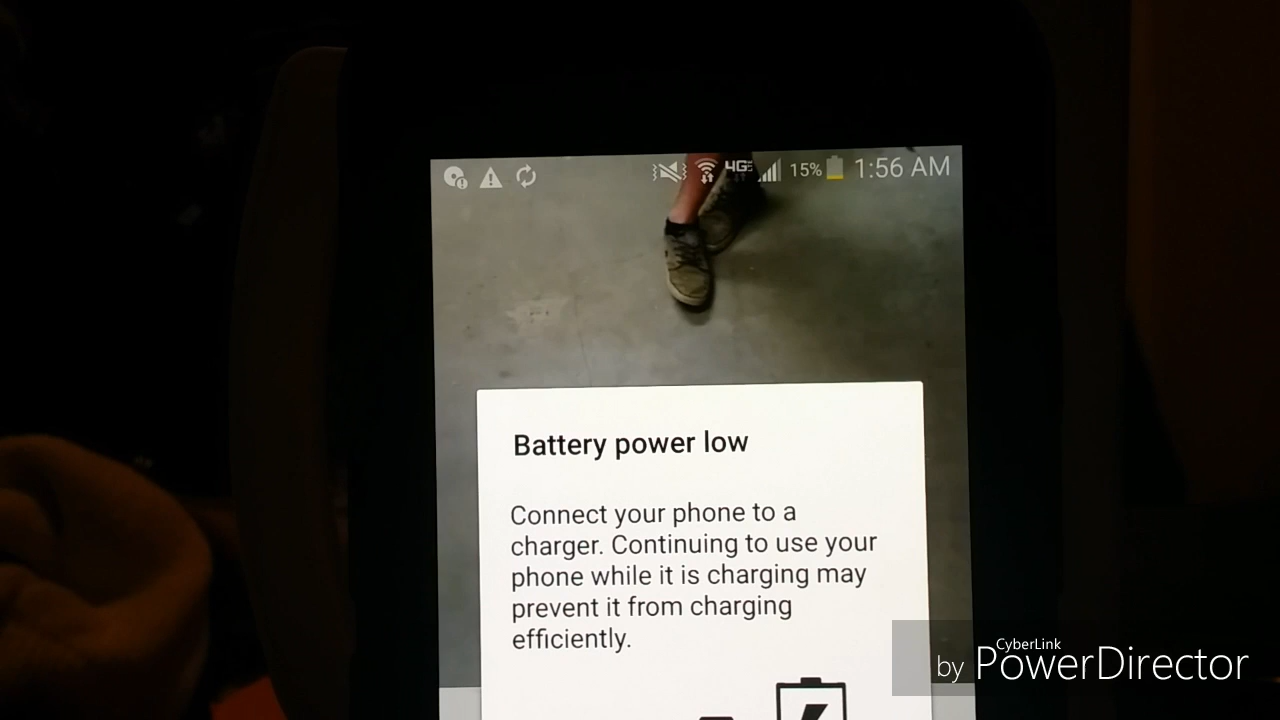 4G LTE 15% 1:56 AM
Battery power low
Connect your phone to a
charger. Continuing to use your
phone while it is charging may
prevent it from charging
efficiently.
CyberLink
by PowerDirector